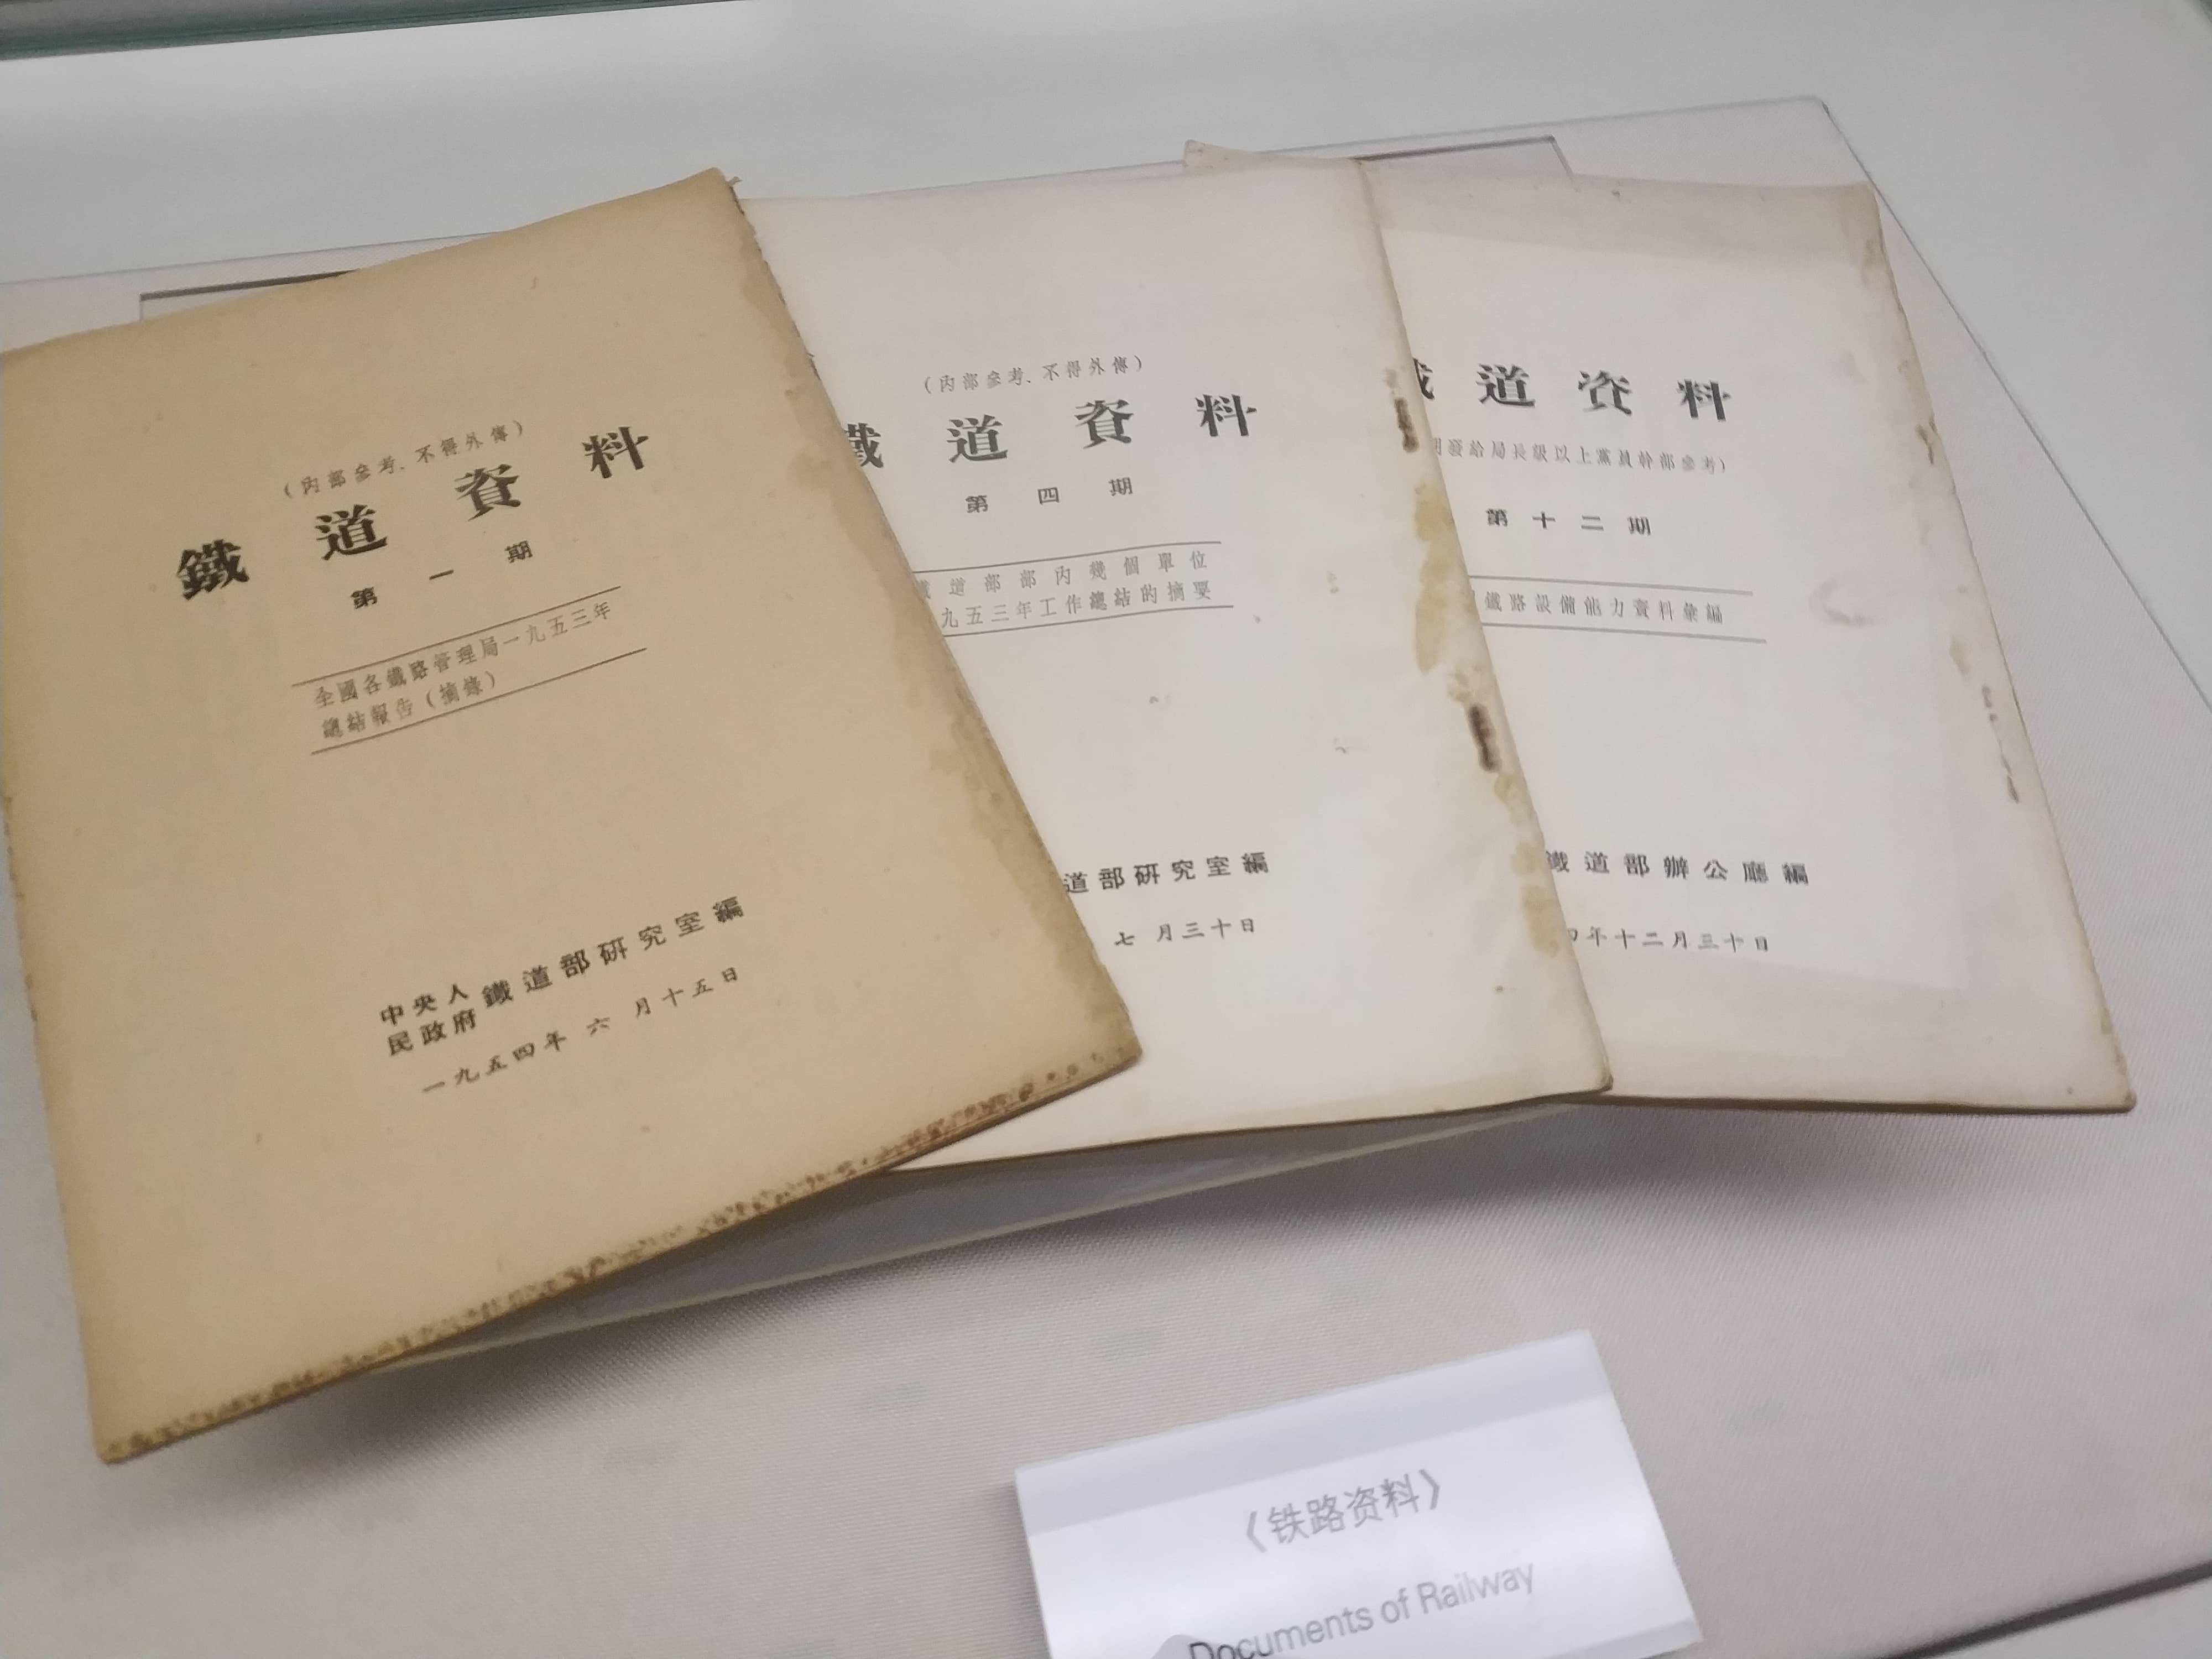 (內部參考、不得外傳)
鐵道資料
第一期
全國各鐵路管理局一九五三年
總結報告(摘錄)
中央人
民政府
鐵道部研究室編
一九五四年 六 月十五日
(內部參考、不得外傳)
鐵道資料
第四期
道部部內幾個單位
九五三年工作總結的摘要
道部研究室編
七 月三十日
道資料
發給局長級以上黨員幹部參考)
第十二期
鐵路設備能力資料彙編
鐵道部辦公廳編
年十二月三十日
《铁路资料》
Documents of Railway